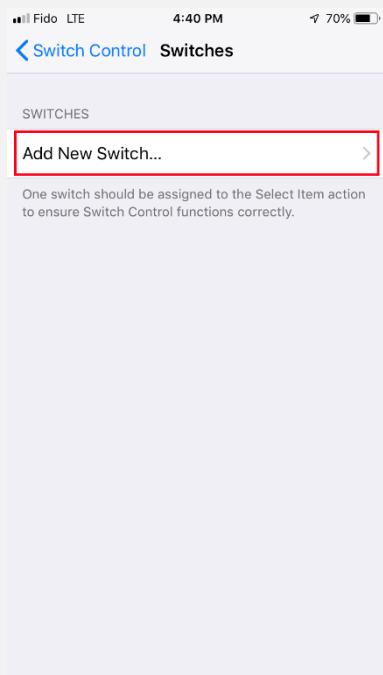 Fido LTE 4:40 PM 70%
Switch Control Switches
SWITCHES
Add New Switch...
One switch should be assigned to the Select Item action
to ensure Switch Control functions correctly.